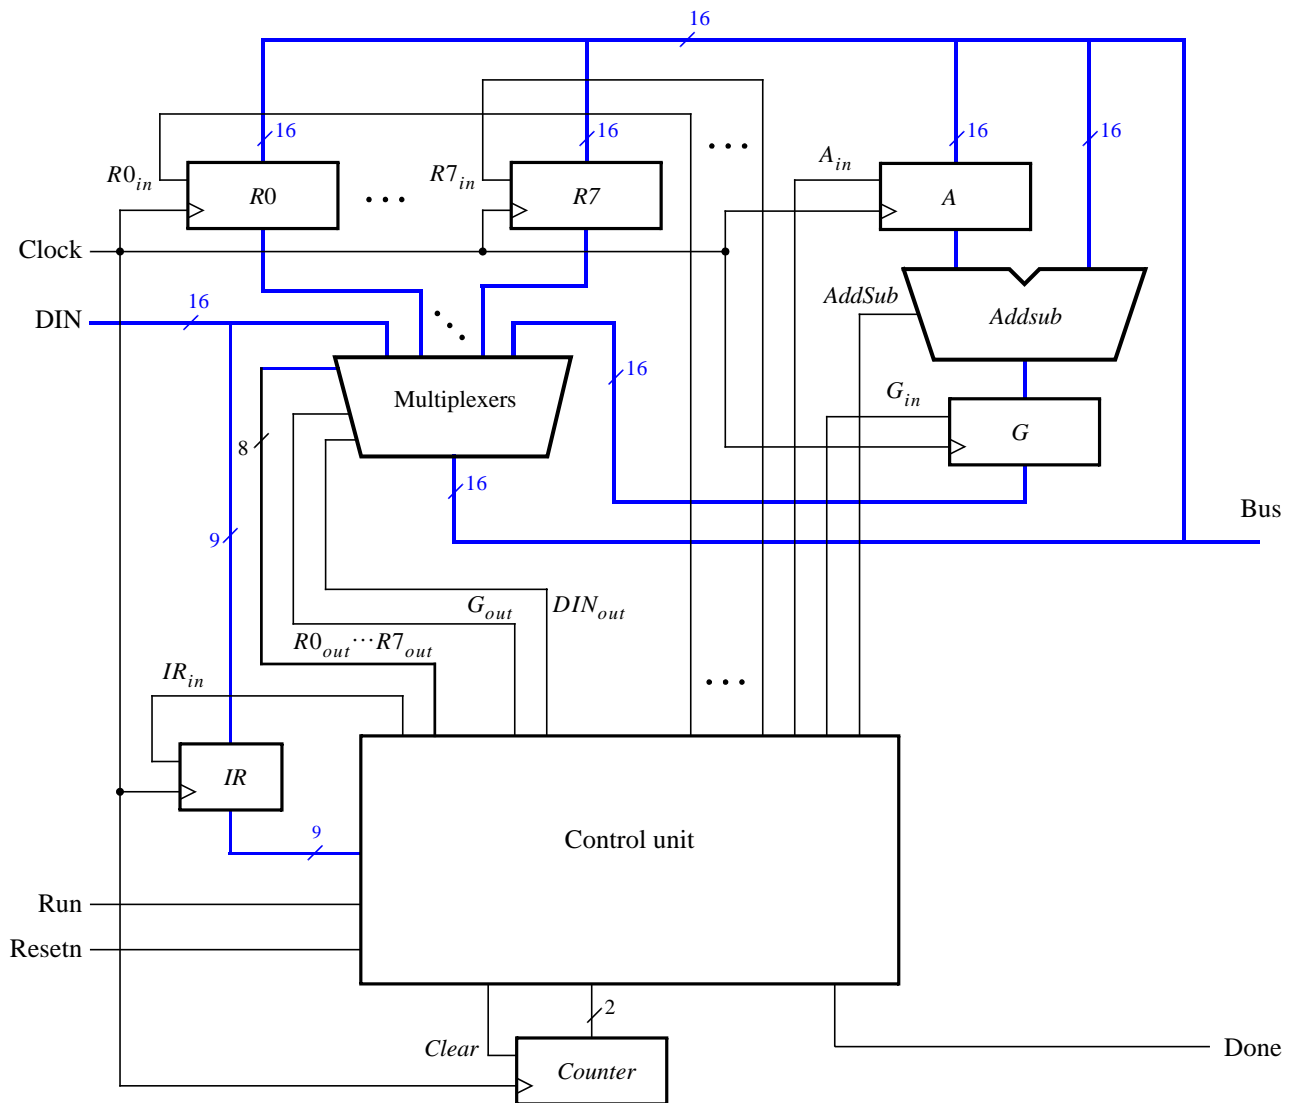 16
16
16
16
16
R0in
R7in
Ain
R0
• • •
R7
• • •
A
Clock
DIN
16
AddSub
Addsub
Multiplexers
16
Gin
G
8
16
Bus
9
Gout
DINout
R0out···R7out
IRin
• • •
IR
Control unit
9
Run
Resetn
2
Clear
Counter
Done